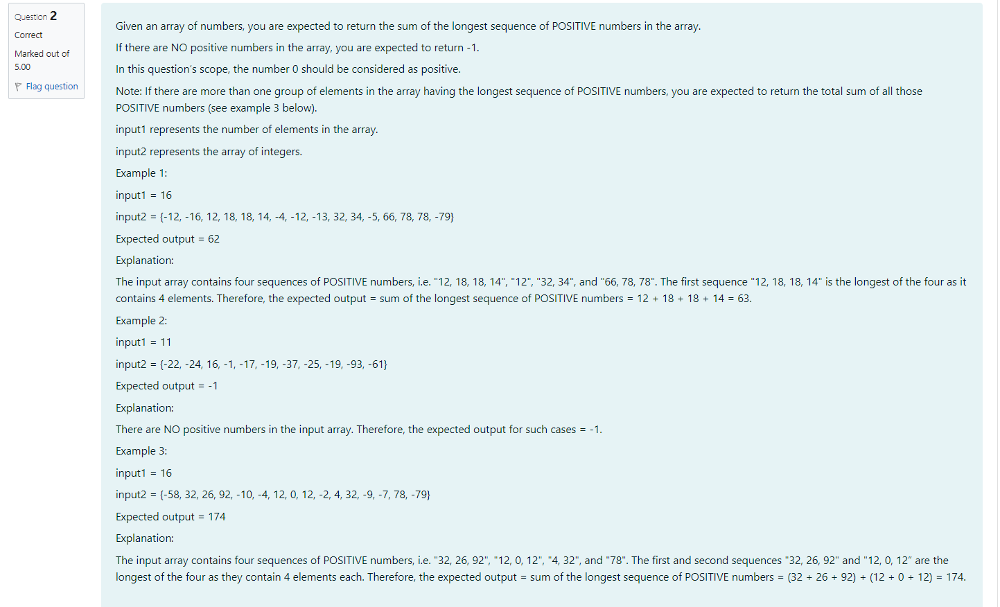 Question 2
Correct
Marked out of
5.00
Flag question
Given an array of numbers, you are expected to return the sum of the longest sequence of POSITIVE numbers in the array.
If there are NO positive numbers in the array, you are expected to return -1.
In this question's scope, the number 0 should be considered as positive.
Note: If there are more than one group of elements in the array having the longest sequence of POSITIVE numbers, you are expected to return the total sum of all those
POSITIVE numbers (see example 3 below).
input1 represents the number of elements in the array.
input2 represents the array of integers.
Example 1:
input1 = 16
input2 = {-12, -16, 12, 18, 18, 14, -4, -12, -13, 32, 34, -5, 66, 78, 78, -79}
Expected output = 62
Explanation:
The input array contains four sequences of POSITIVE numbers, i.e. "12, 18, 18, 14", "12", "32, 34", and "66, 78, 78". The first sequence "12, 18, 18, 14" is the longest of the four as it
contains 4 elements. Therefore, the expected output = sum of the longest sequence of POSITIVE numbers = 12 + 18 + 18 + 14 = 63.
Example 2:
input1 = 11
input2 = {-22, -24, 16, -1, -17, -19, -37, -25, -19, -93, -61}
Expected output = -1
Explanation:
There are NO positive numbers in the input array. Therefore, the expected output for such cases = -1.
Example 3:
input1 = 16
input2 = {-58, 32, 26, 92, -10, -4, 12, 0, 12, -2, 4, 32, -9, -7, 78, -79}
Expected output = 174
Explanation:
The input array contains four sequences of POSITIVE numbers, i.e. "32, 26, 92", "12, 0, 12", "4, 32", and "78". The first and second sequences "32, 26, 92" and "12, 0, 12" are the
longest of the four as they contain 4 elements each. Therefore, the expected output = sum of the longest sequence of POSITIVE numbers = (32 + 26 + 92) + (12 + 0 + 12) = 174.